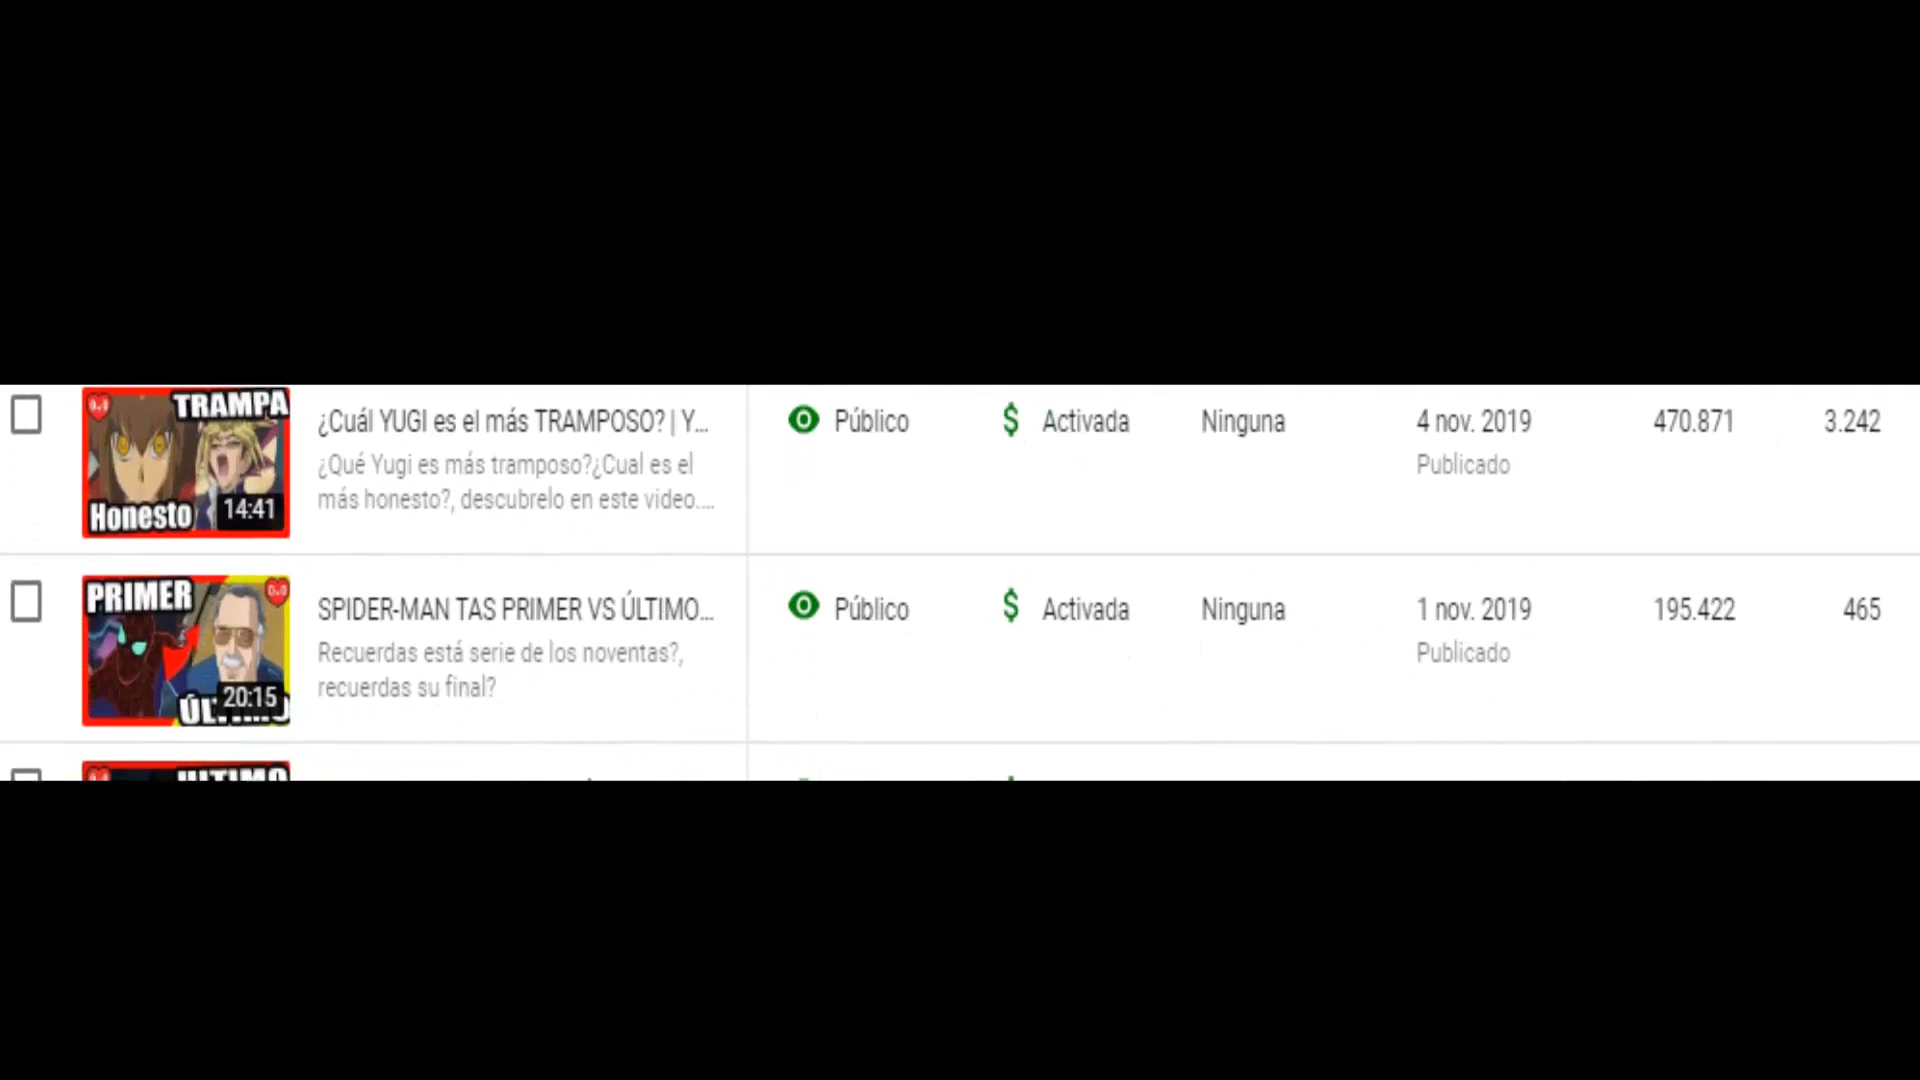 TRAMPA
Honesto
14:41
¿Cuál YUGI es el más TRAMPOSO? | Y...
¿Qué Yugi es más tramposo?¿Cual es el
más honesto?, descubrelo en este video....
Público
$ Activada
Ninguna
4 nov. 2019
Publicado
470.871
3.242
PRIMER
20:15
SPIDER-MAN TAS PRIMER VS ÚLTIMO...
Recuerdas está serie de los noventas?,
recuerdas su final?
Público
$ Activada
Ninguna
1 nov. 2019
Publicado
195.422
465